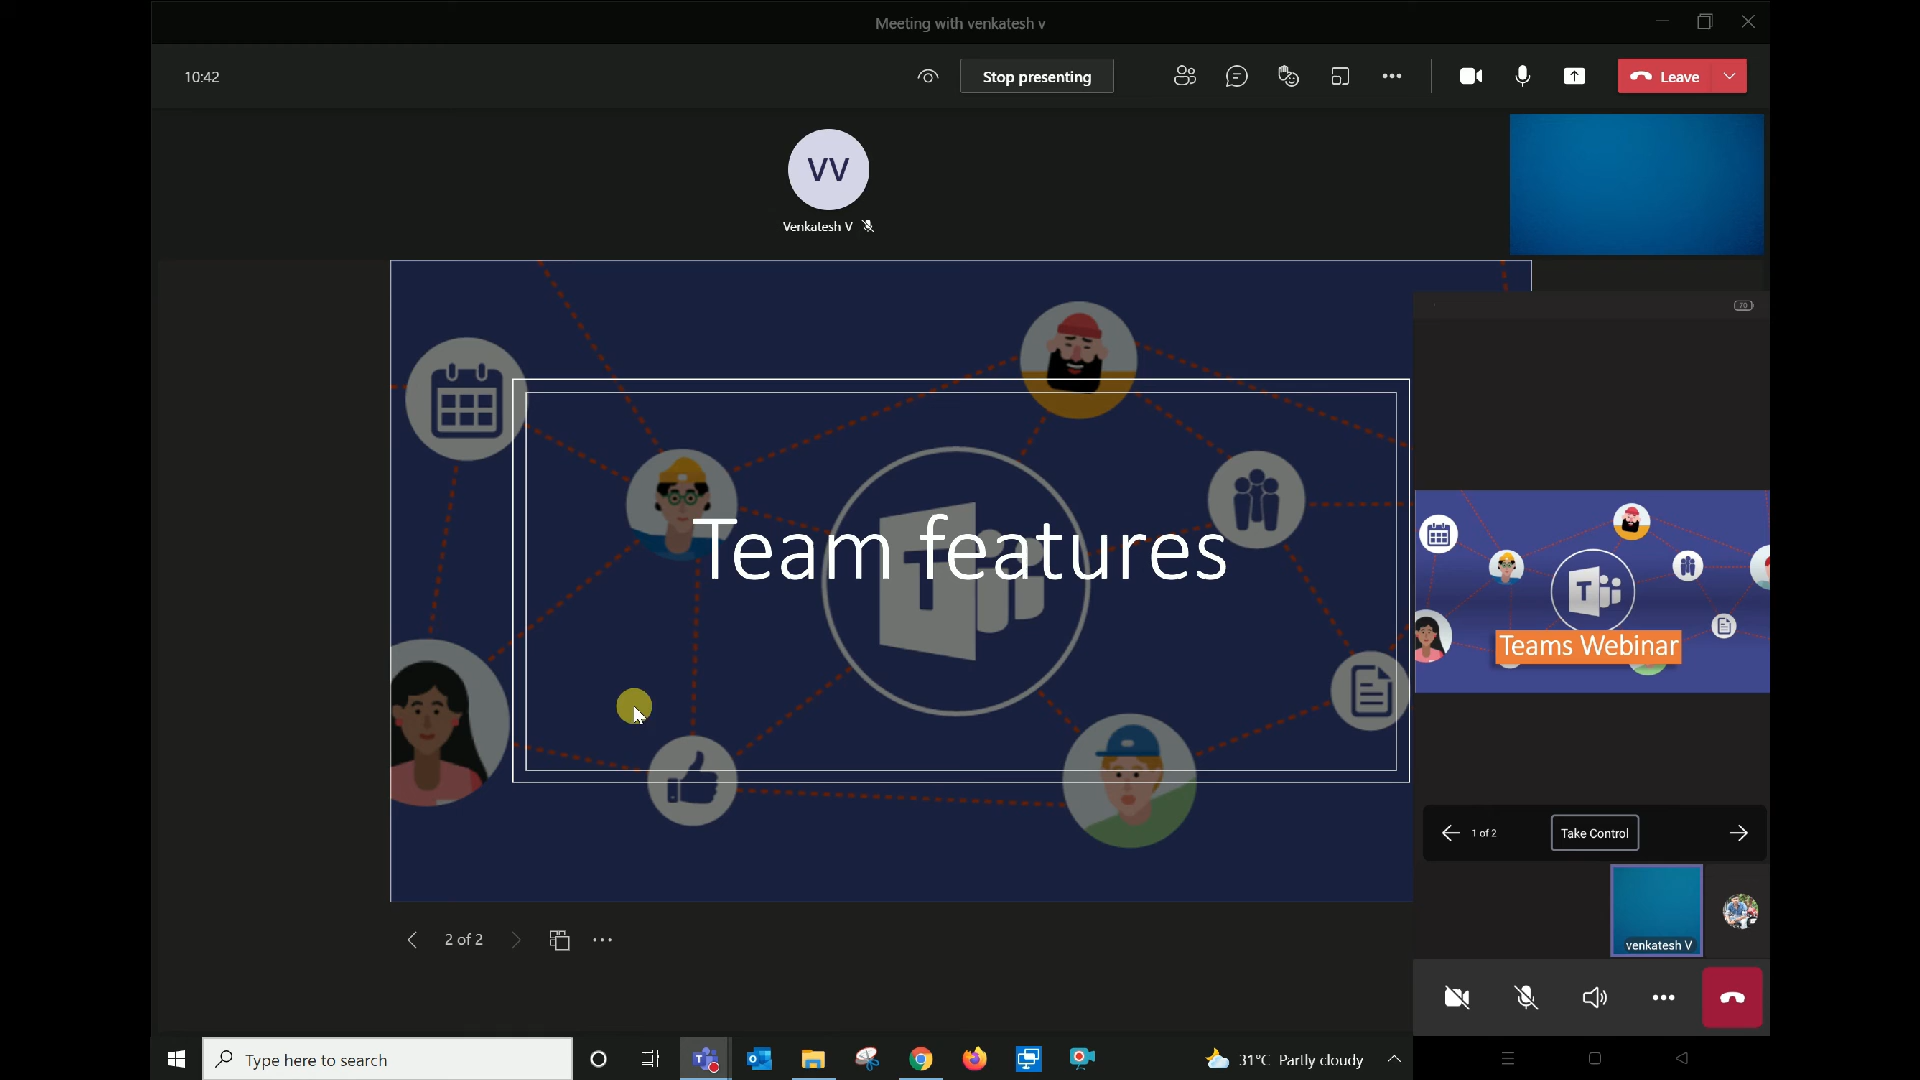 Meeting with venkatesh v
10:42
Stop presenting
Leave
VV
Venkatesh V
70
T
Team features
T
Teams Webinar
1 of 2
Take Control
2 of 2
venkatesh V
Type here to search
31°C Partly cloudy